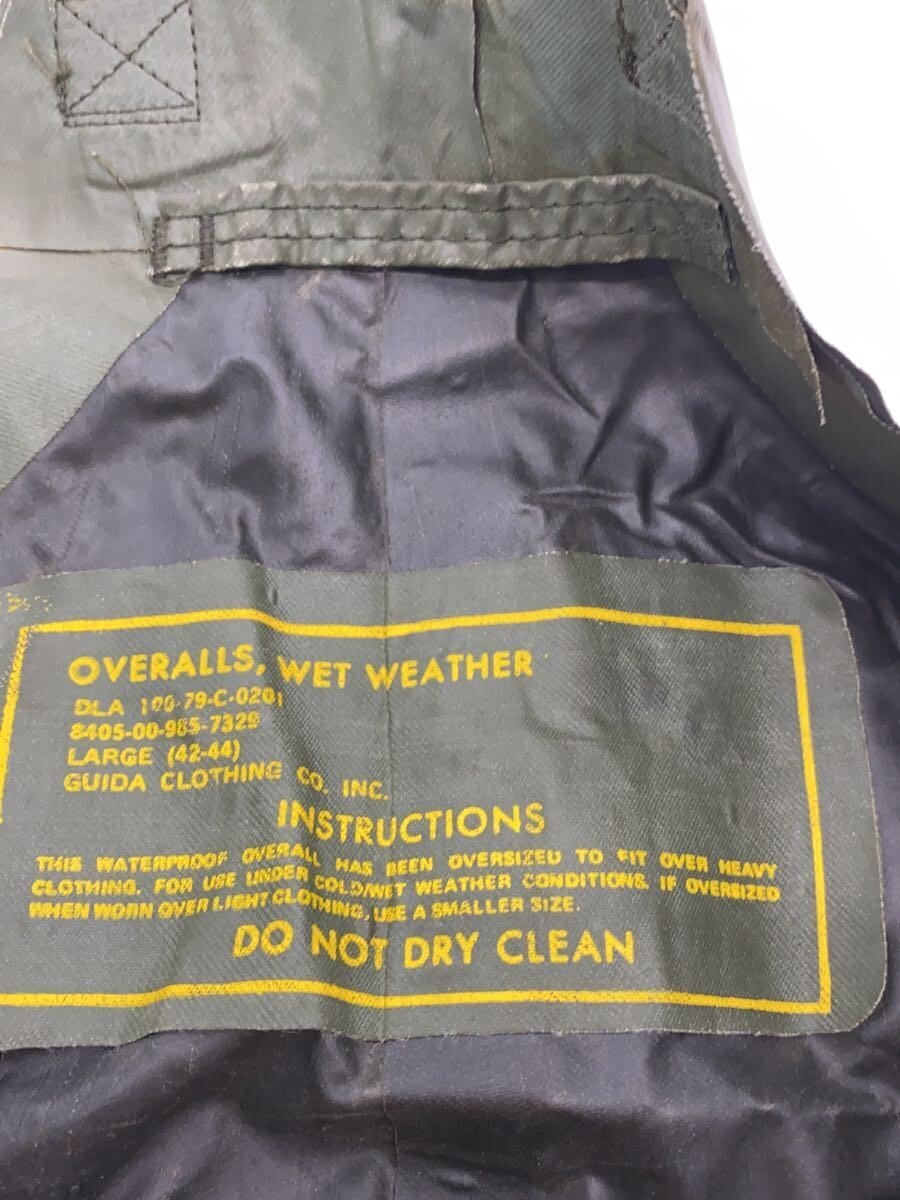 OVERALLS, WET WEATHER
DLA 100-79-C-0201
8405-00-985-7329
LARGE (42-44)
GUIDA CLOTHING CO. INC.
INSTRUCTIONS
THIS WATERPROOF OVERALL HAS BEEN OVERSIZED TO FIT OVER HEAVY
CLOTHING. FOR USE UNDER COLD/WET WEATHER CONDITIONS. IF OVERSIZED
WHEN WORN OVER LIGHT CLOTHING, USE A SMALLER SIZE.
DO NOT DRY CLEAN